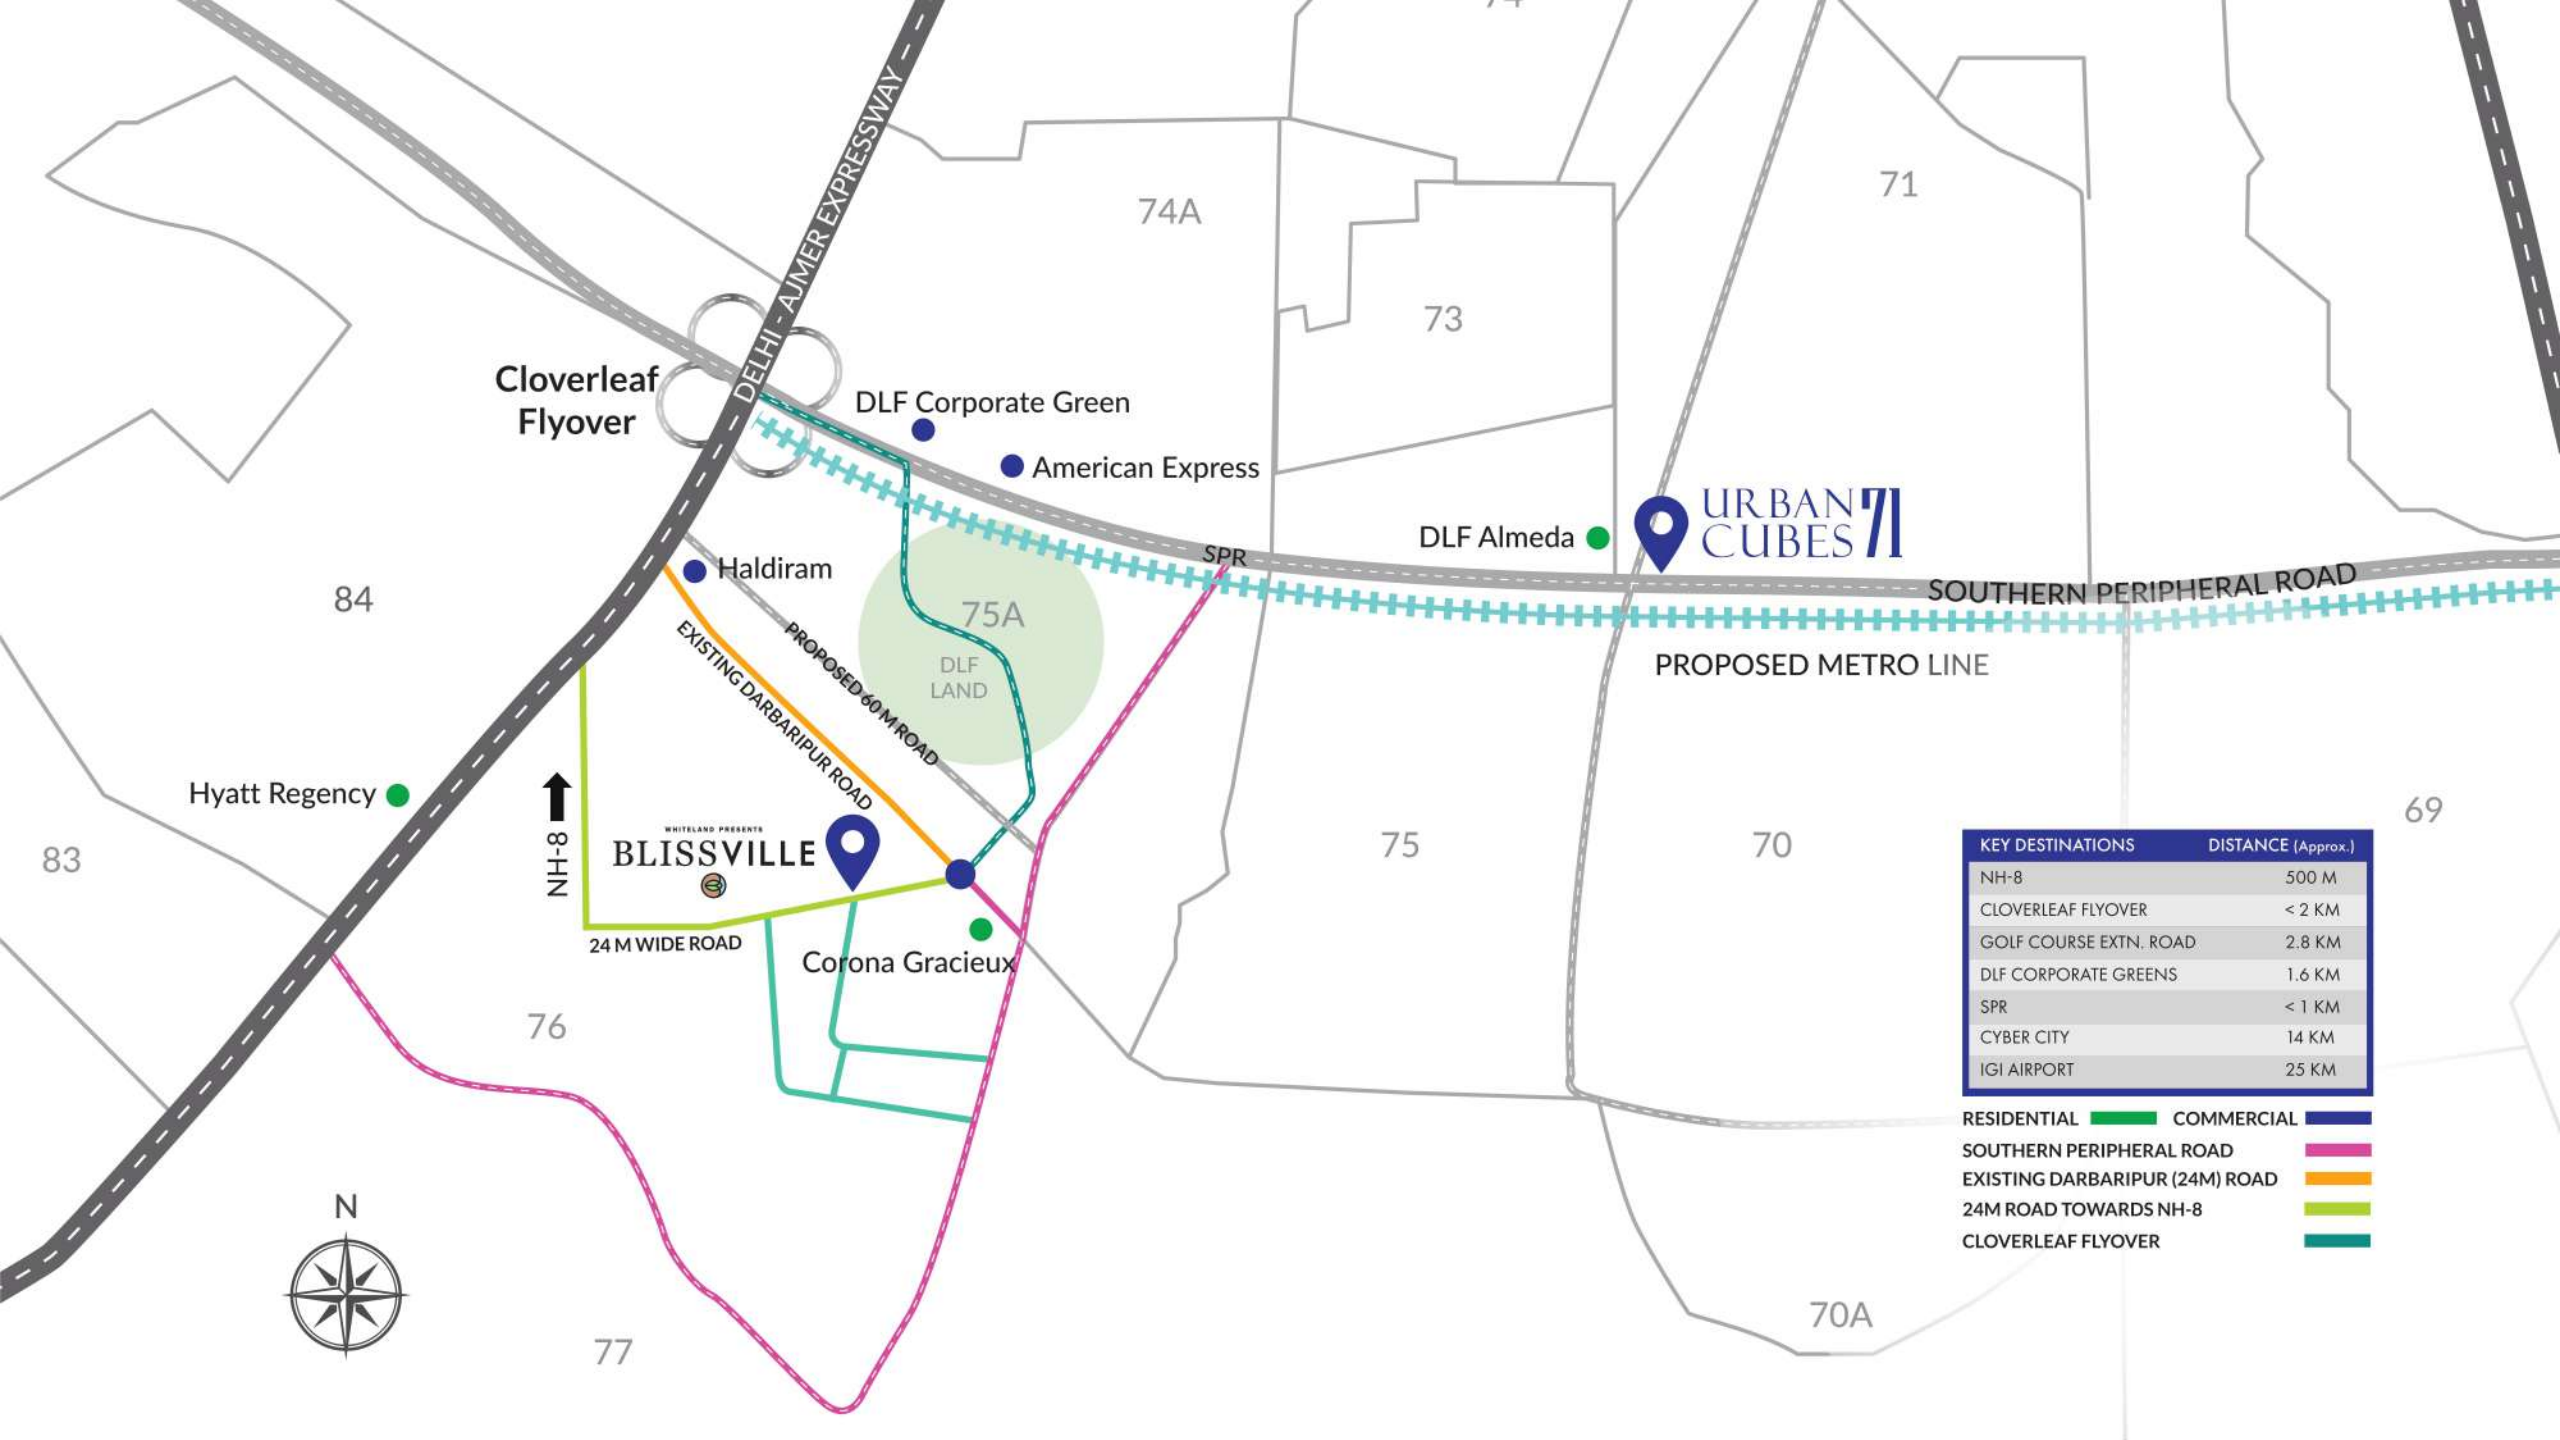 74A
71
73
DELHI - AJMER EXPRESSWAY
Cloverleaf
Flyover
DLF Corporate Green
American Express
DLF Almeda
URBAN
CUBES 71
SPR
SOUTHERN PERIPHERAL ROAD
PROPOSED METRO LINE
Haldiram
84
75A
DLF
LAND
EXISTING DARBARIPUR ROAD
PROPOSED 60 M ROAD
Hyatt Regency
83
NH-8
WHITELAND PRESENTS
BLISSVILLE
24 M WIDE ROAD
Corona Gracieux
75
70
69
76
77
70A
N
KEY DESTINATIONS DISTANCE (Approx.)
NH-8 500 M
CLOVERLEAF FLYOVER < 2 KM
GOLF COURSE EXTN. ROAD 2.8 KM
DLF CORPORATE GREENS 1.6 KM
SPR < 1 KM
CYBER CITY 14 KM
IGI AIRPORT 25 KM
RESIDENTIAL COMMERCIAL
SOUTHERN PERIPHERAL ROAD
EXISTING DARBARIPUR (24M) ROAD
24M ROAD TOWARDS NH-8
CLOVERLEAF FLYOVER